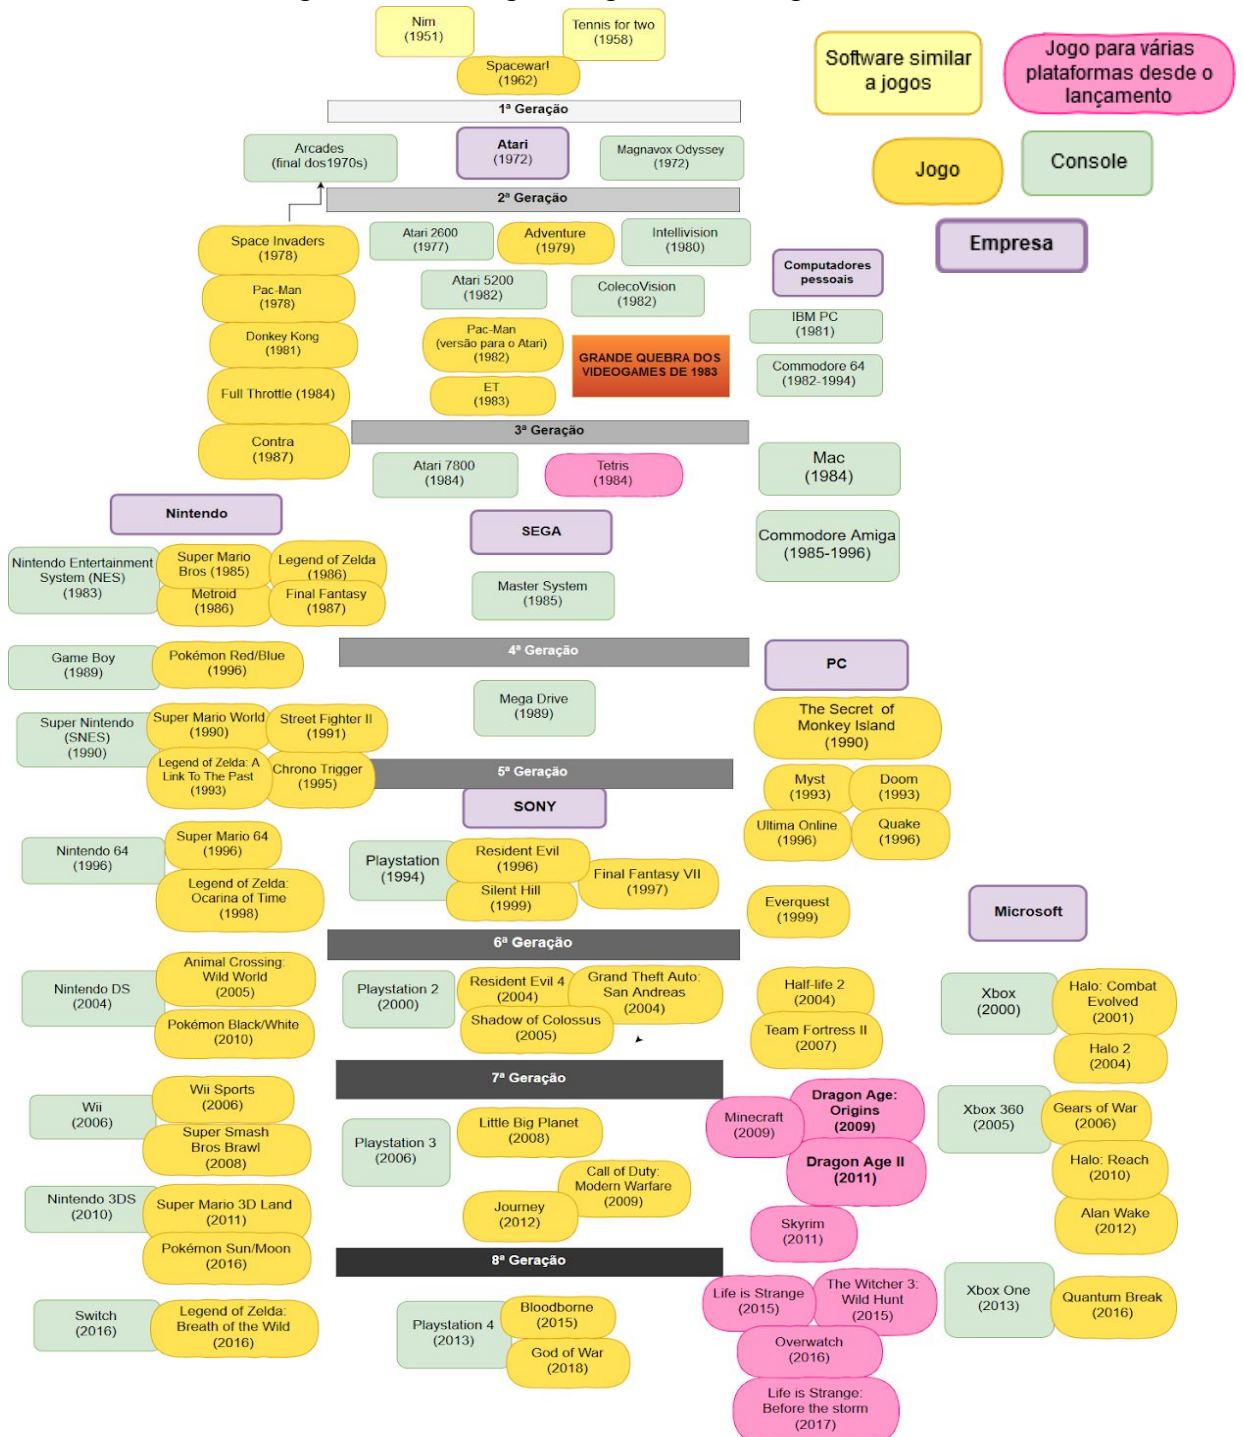 Nim
(1951)
Tennis for two
(1958)
Spacewar!
(1962)
Software similar
a jogos
Jogo para várias
plataformas desde o
lançamento
Jogo
Console
Empresa
1ª Geração
Arcades
(final dos1970s)
Atari
(1972)
Magnavox Odyssey
(1972)
2ª Geração
Space Invaders
(1978)
Pac-Man
(1978)
Donkey Kong
(1981)
Full Throttle (1984)
Contra
(1987)
Atari 2600
(1977)
Adventure
(1979)
Intellivision
(1980)
Atari 5200
(1982)
ColecoVision
(1982)
Pac-Man
(versão para o Atari)
(1982)
ET
(1983)
GRANDE QUEBRA DOS
VIDEOGAMES DE 1983
Computadores
pessoais
IBM PC
(1981)
Commodore 64
(1982-1994)
3ª Geração
Atari 7800
(1984)
Tetris
(1984)
Mac
(1984)
Commodore Amiga
(1985-1996)
Nintendo
SEGA
Nintendo Entertainment
System (NES)
(1983)
Super Mario
Bros (1985)
Legend of Zelda
(1986)
Metroid
(1986)
Final Fantasy
(1987)
Master System
(1985)
4ª Geração
Game Boy
(1989)
Pokémon Red/Blue
(1996)
Mega Drive
(1989)
PC
Super Nintendo
(SNES)
(1990)
Super Mario World
(1990)
Street Fighter II
(1991)
Legend of Zelda: A
Link To The Past
(1993)
Chrono Trigger
(1995)
The Secret of
Monkey Island
(1990)
Myst
(1993)
Doom
(1993)
Ultima Online
(1996)
Quake
(1996)
5ª Geração
SONY
Nintendo 64
(1996)
Super Mario 64
(1996)
Legend of Zelda:
Ocarina of Time
(1998)
Playstation
(1994)
Resident Evil
(1996)
Silent Hill
(1999)
Final Fantasy VII
(1997)
Everquest
(1999)
Microsoft
6ª Geração
Nintendo DS
(2004)
Animal Crossing:
Wild World
(2005)
Pokémon Black/White
(2010)
Playstation 2
(2000)
Resident Evil 4
(2004)
Grand Theft Auto:
San Andreas
(2004)
Shadow of Colossus
(2005)
Half-life 2
(2004)
Team Fortress II
(2007)
Xbox
(2000)
Halo: Combat
Evolved
(2001)
Halo 2
(2004)
7ª Geração
Wii
(2006)
Wii Sports
(2006)
Super Smash
Bros Brawl
(2008)
Playstation 3
(2006)
Little Big Planet
(2008)
Call of Duty:
Modern Warfare
(2009)
Journey
(2012)
Minecraft
(2009)
Dragon Age:
Origins
(2009)
Dragon Age II
(2011)
Skyrim
(2011)
Xbox 360
(2005)
Gears of War
(2006)
Halo: Reach
(2010)
Alan Wake
(2012)
Nintendo 3DS
(2010)
Super Mario 3D Land
(2011)
Pokémon Sun/Moon
(2016)
8ª Geração
Switch
(2016)
Legend of Zelda:
Breath of the Wild
(2016)
Playstation 4
(2013)
Bloodborne
(2015)
God of War
(2018)
Life is Strange
(2015)
The Witcher 3:
Wild Hunt
(2015)
Overwatch
(2016)
Life is Strange:
Before the storm
(2017)
Xbox One
(2013)
Quantum Break
(2016)